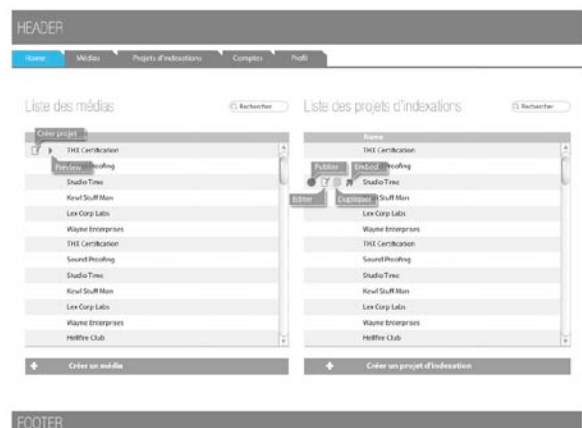 HEADER
Home Médias Projets d'indexations Comptes Profil
Liste des médias
Rechercher
Créer projet
THX Certification
Preview
Proofing
Studio Time
Kewl Stuff Man
Lex Corp Labs
Wayne Enterprises
THX Certification
Sound Proofing
Studio Time
Kewl Stuff Man
Lex Corp Labs
Wayne Enterprises
Hellfire Club
Créer un média
Liste des projets d'indexations
Rechercher
Name
THX Certification
Publier Embed Proofing
Studio Time
Editer Dupliquer Kewl Stuff Man
Lex Corp Labs
Wayne Enterprises
THX Certification
Sound Proofing
Studio Time
Kewl Stuff Man
Lex Corp Labs
Wayne Enterprises
Hellfire Club
Créer un projet d'indexation
FOOTER